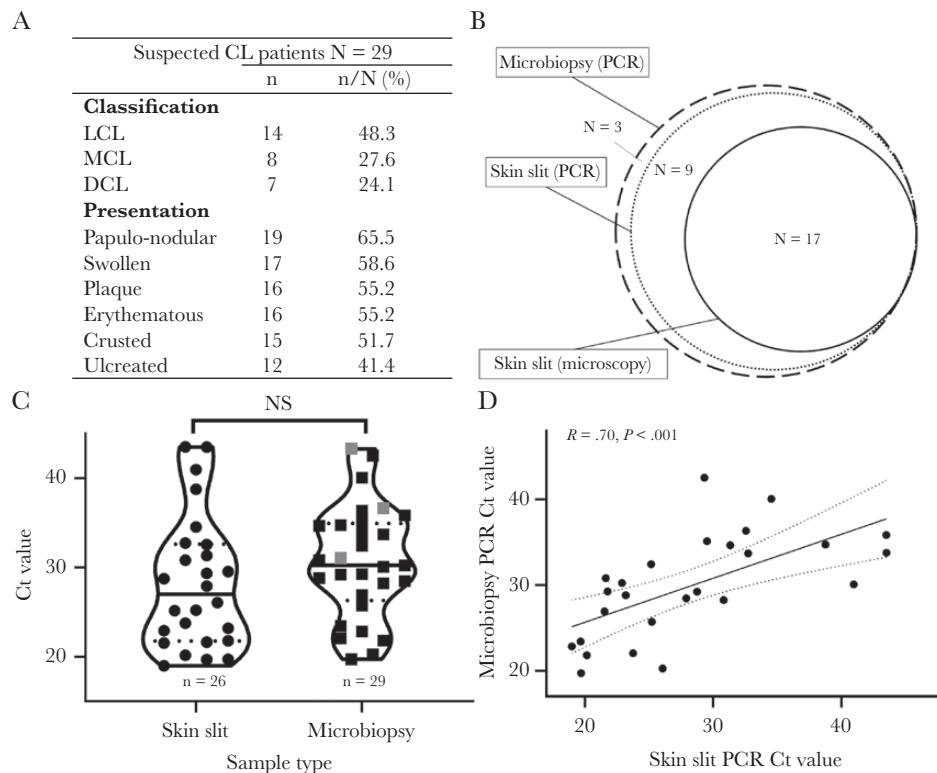 A
Suspected CL patients N = 29
n n/N (%)
Classification
LCL 14 48.3
MCL 8 27.6
DCL 7 24.1
Presentation
Papulo-nodular 19 65.5
Swollen 17 58.6
Plaque 16 55.2
Erythematous 16 55.2
Crusted 15 51.7
Ulcreated 12 41.4
B
Microbiopsy (PCR)
N = 3
Skin slit (PCR)
N = 9
N = 17
Skin slit (microscopy)
C
NS
Ct value
40
30
20
n = 26 n = 29
Skin slit Microbiopsy
Sample type
D
R = .70, P < .001
Microbiopsy PCR Ct value
40
30
20
20 30 40
Skin slit PCR Ct value